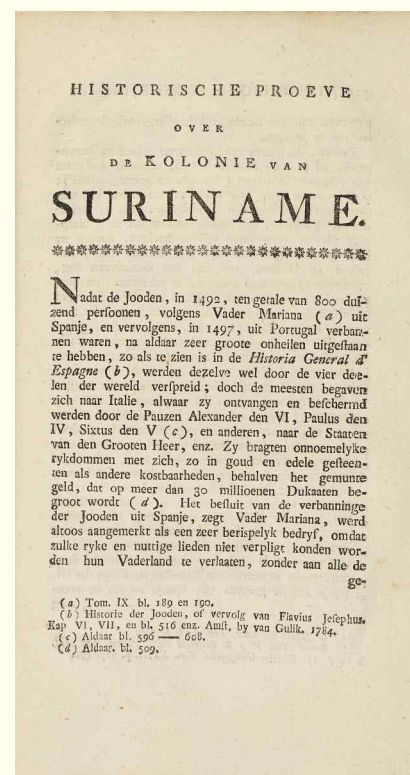 HISTORISCHE PROEVE
OVER
DE KOLONIE VAN
SURINAME.
Nadat de Jooden, in 1492, ten getale van 800 dui-
zend persoonen, volgens Vader Mariana (a) uit
Spanje, en vervolgens, in 1497, uit Portugal verban-
nen waren, na aldaar zeer groote onheilen uitgestaan
te hebben, zo als te zien is in de Historia General d'
Espagne (b), werden dezelve wel door de vier dee-
len der wereld verspreid; doch de meesten begaven
zich naar Italie, alwaar zy ontvangen en beschermd
werden door de Pauzen Alexander den VI, Paulus den
IV, Sixtus den V (c), en anderen, naar de Staaten
van den Grooten Heer, enz. Zy bragten onnoemelyke
rykdommen met zich, zo in goud en edele gesteen-
ten als andere kostbaarheden, behalven het gemunte
geld, dat op meer dan 30 millioenen Dukaaten be-
groot wordt (d). Het besluit van de verbanninge
der Jooden uit Spanje, zegt Vader Mariana, werd
altoos aangemerkt als een zeer berispelyk bedryf, omdat
zulke ryke en nuttige lieden niet verpligt konden wor-
den hun Vaderland te verlaaten, zonder aan alle de
ge-
(a) Tom. IX bl. 189 en 190.
(b) Historie der Jooden, of vervolg van Flavius Josephus.
Kap VI, VII, en bl. 516 enz. Amst. by van Gulik. 1784.
(c) Aldaar bl. 596 — 608.
(d) Aldaar. bl. 509.